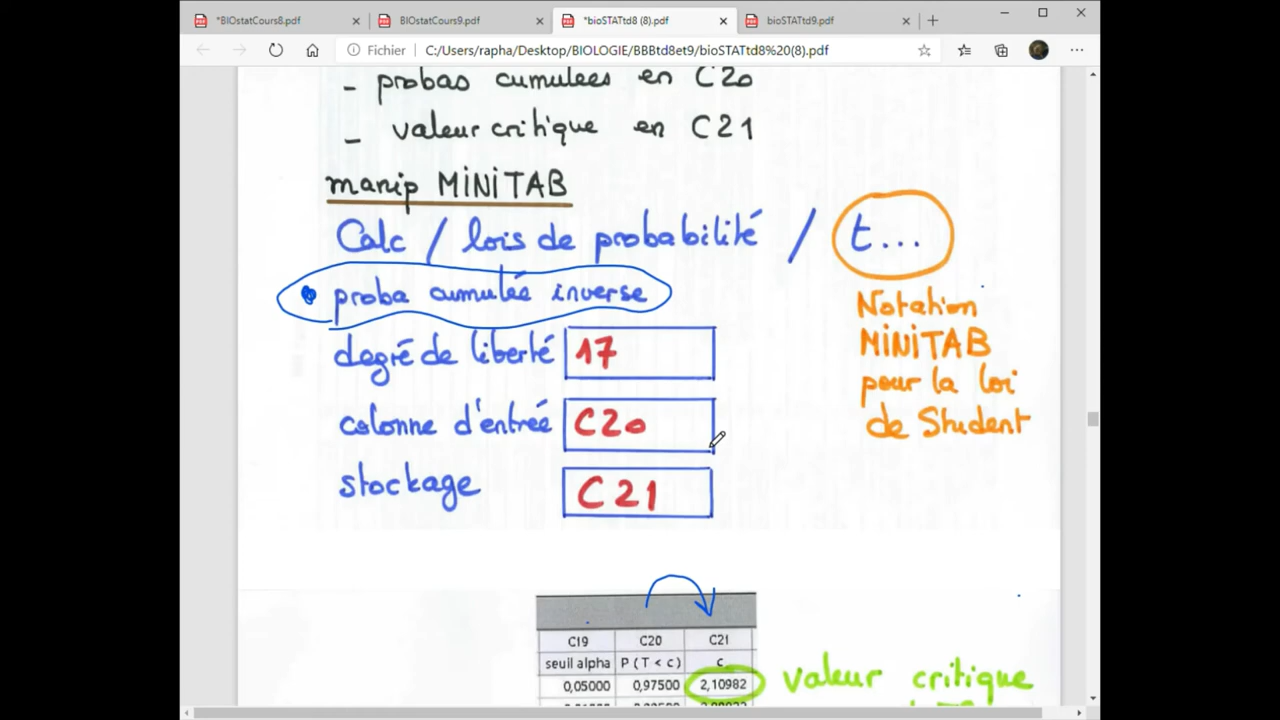 *BIOstatCours8.pdf
BIOstatCours9.pdf
*bioSTATtd8 (8).pdf
bioSTATtd9.pdf
Fichier
C:/Users/rapha/Desktop/BIOLOGIE/BBBtd8et9/bioSTATtd8%20(8).pdf
- probas cumulées en C20
- valeur critique en C21
manip MINITAB
Calc / lois de probabilité / t...
proba cumulée inverse
degré de liberté 17
colonne d'entrée C20
stockage C21
Notation
MINITAB
pour la loi
de Student
C19 C20 C21
seuil alpha P ( T < c) c
0,05000 0,97500 2,10982
valeur critique